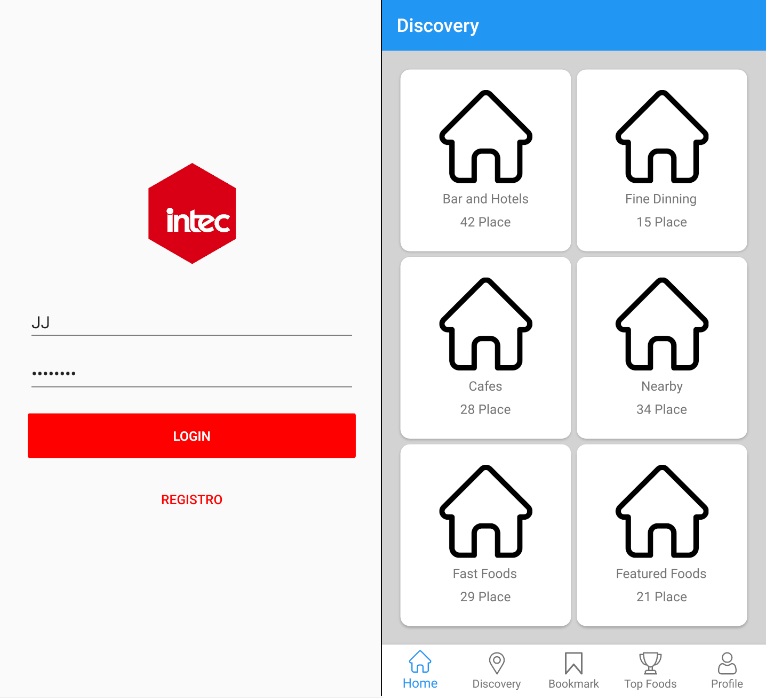 intec
JJ
••••••••
LOGIN
REGISTRO
Discovery
Bar and Hotels
42 Place
Fine Dinning
15 Place
Cafes
28 Place
Nearby
34 Place
Fast Foods
29 Place
Featured Foods
21 Place
Home
Discovery
Bookmark
Top Foods
Profile